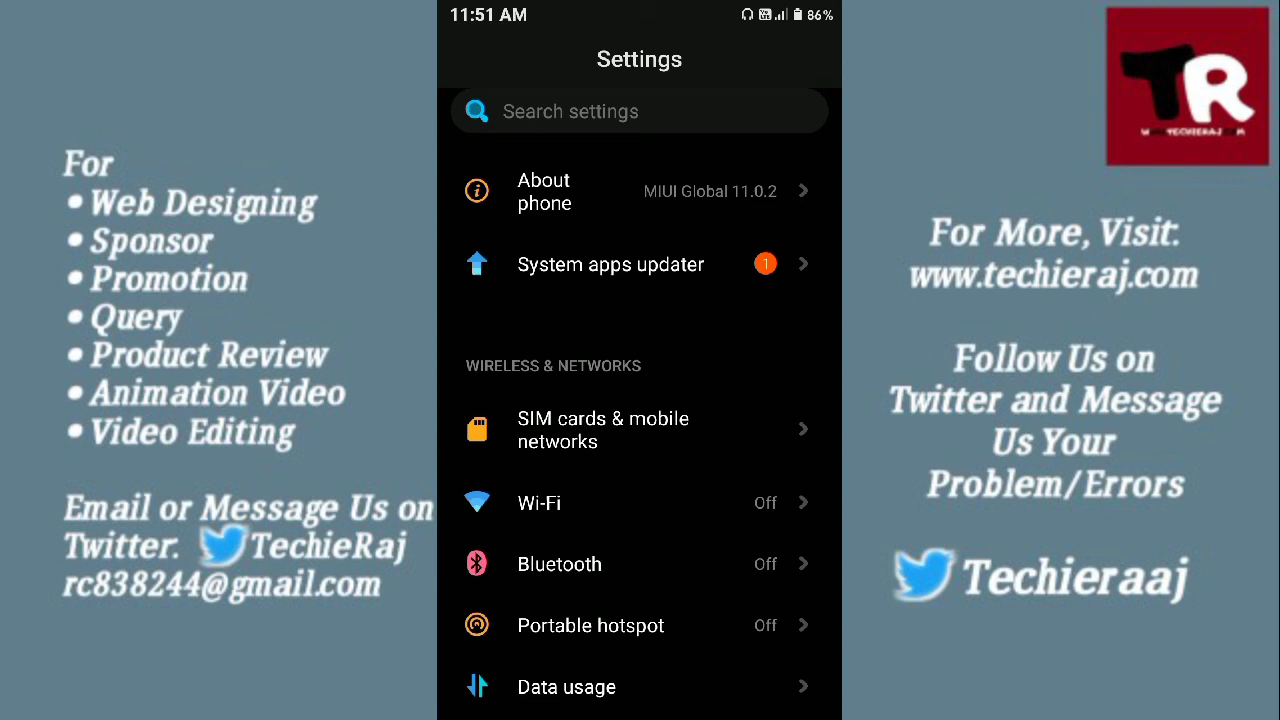 For
• Web Designing
• Sponsor
• Promotion
• Query
• Product Review
• Animation Video
• Video Editing
Email or Message Us on
Twitter. TechieRaj
rc838244@gmail.com
11:51 AM
86%
Settings
Search settings
About phone
MIUI Global 11.0.2
System apps updater
1
WIRELESS & NETWORKS
SIM cards & mobile
networks
Wi-Fi
Off
Bluetooth
Off
Portable hotspot
Off
Data usage
TR
For More, Visit:
www.techieraj.com
Follow Us on
Twitter and Message
Us Your
Problem/Errors
Techieraaj